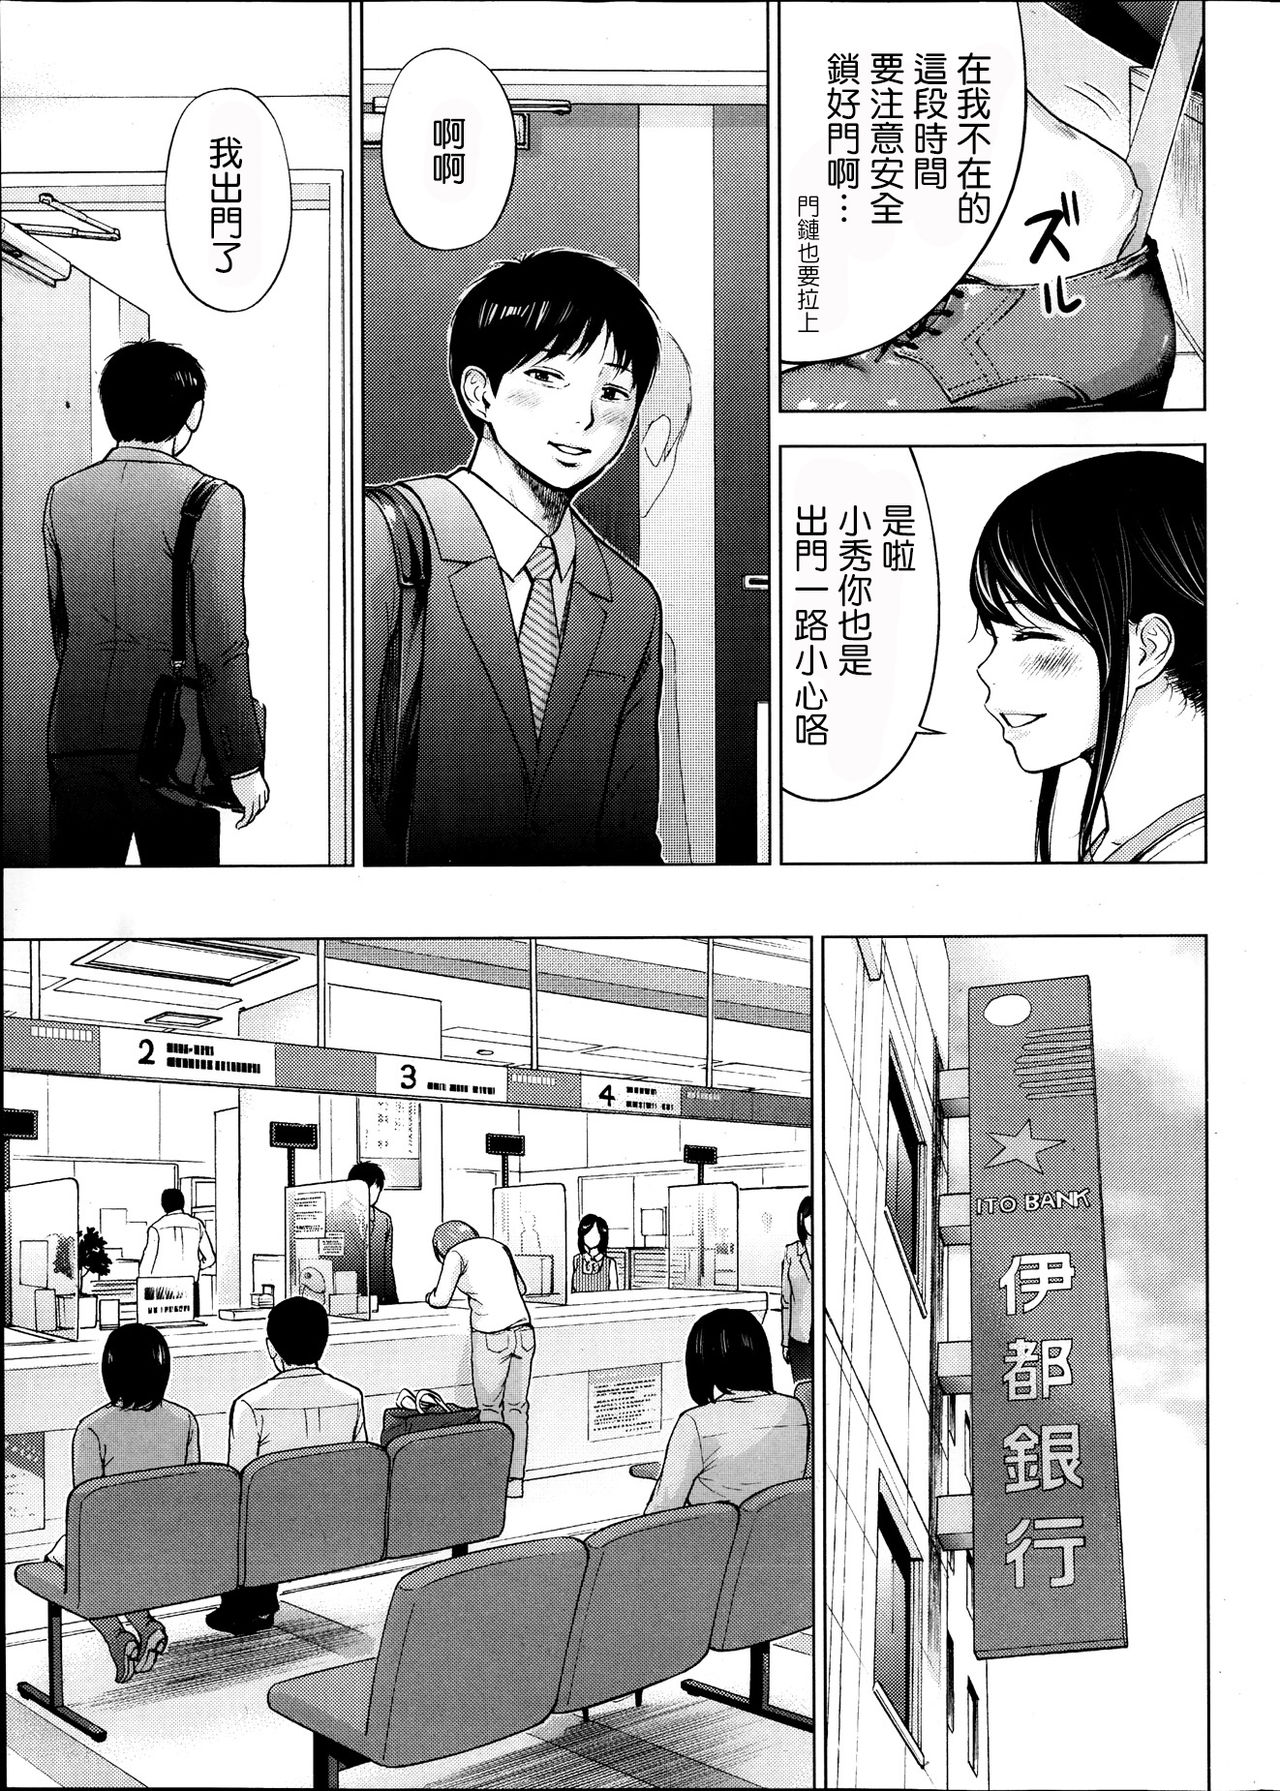 在我不在的
這段時間
要注意安全
鎖好門啊…
門鏈也要拉上
ズル
是啦
小秀你也是
出門一路小心咯
啊啊
我出門了
ITO BANK
伊都銀行
2
3
4